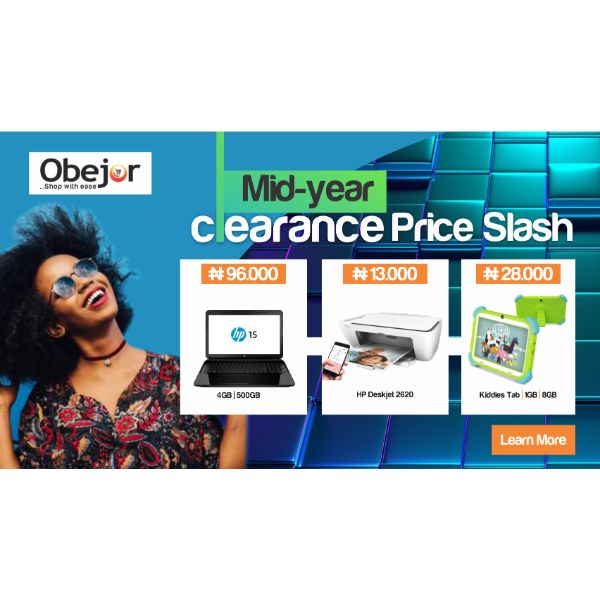 Obejor
...Shop with ease
Mid-year
clearance Price Slash
₦ 96.000
₦ 13.000
₦ 28.000
hp 15
4GB | 500GB
HP Deskjet 2620
Kiddies Tab | 1GB | 8GB
Learn More